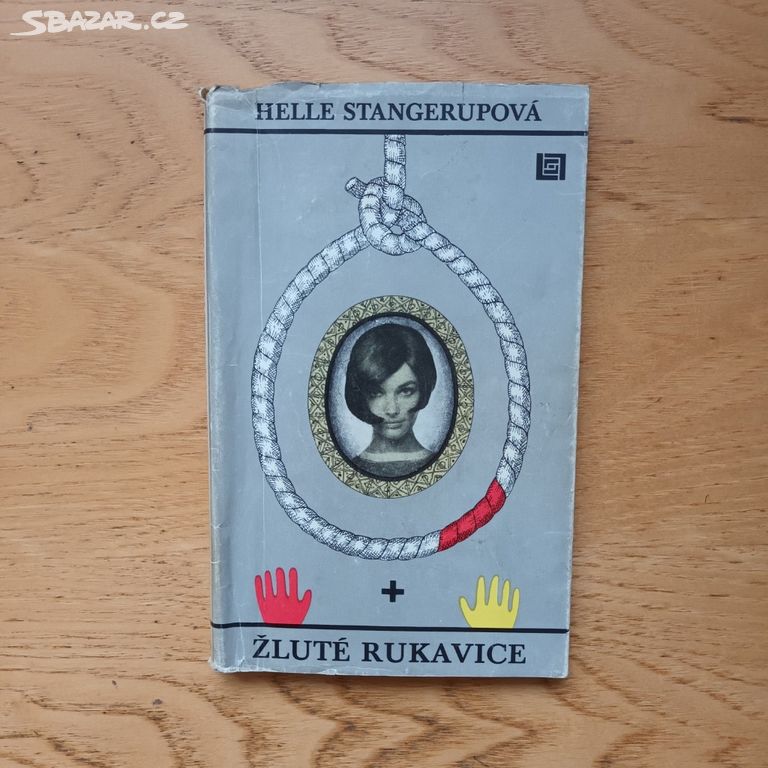 SBAZAR.CZ
HELLE STANGERUPOVÁ
+
ŽLUTÉ RUKAVICE